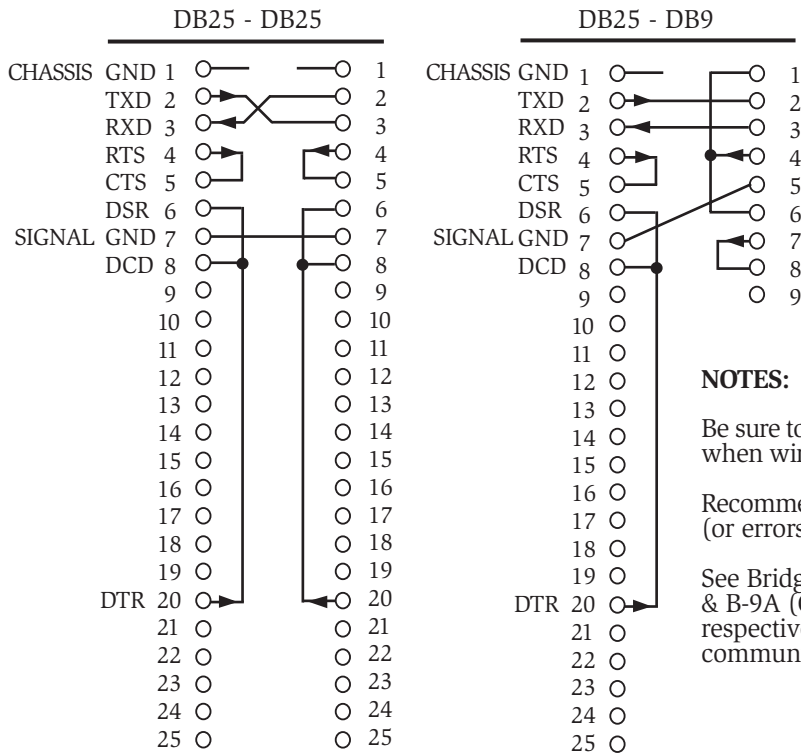 DB25 - DB25
CHASSIS GND 1 1
TXD 2 2
RXD 3 3
RTS 4 4
CTS 5 5
DSR 6 6
SIGNAL GND 7 7
DCD 8 8
9 9
10 10
11 11
12 12
13 13
14 14
15 15
16 16
17 17
18 18
19 19
DTR 20 20
21 21
22 22
23 23
24 24
25 25
DB25 - DB9
CHASSIS GND 1 1
TXD 2 2
RXD 3 3
RTS 4 4
CTS 5 5
DSR 6 6
SIGNAL GND 7 7
DCD 8 8
9 9
10
11
12
13
14
15
16
17
18
19
DTR 20
21
22
23
24
25
NOTES:
Be sure to
when
(or errors
See
& B-9A